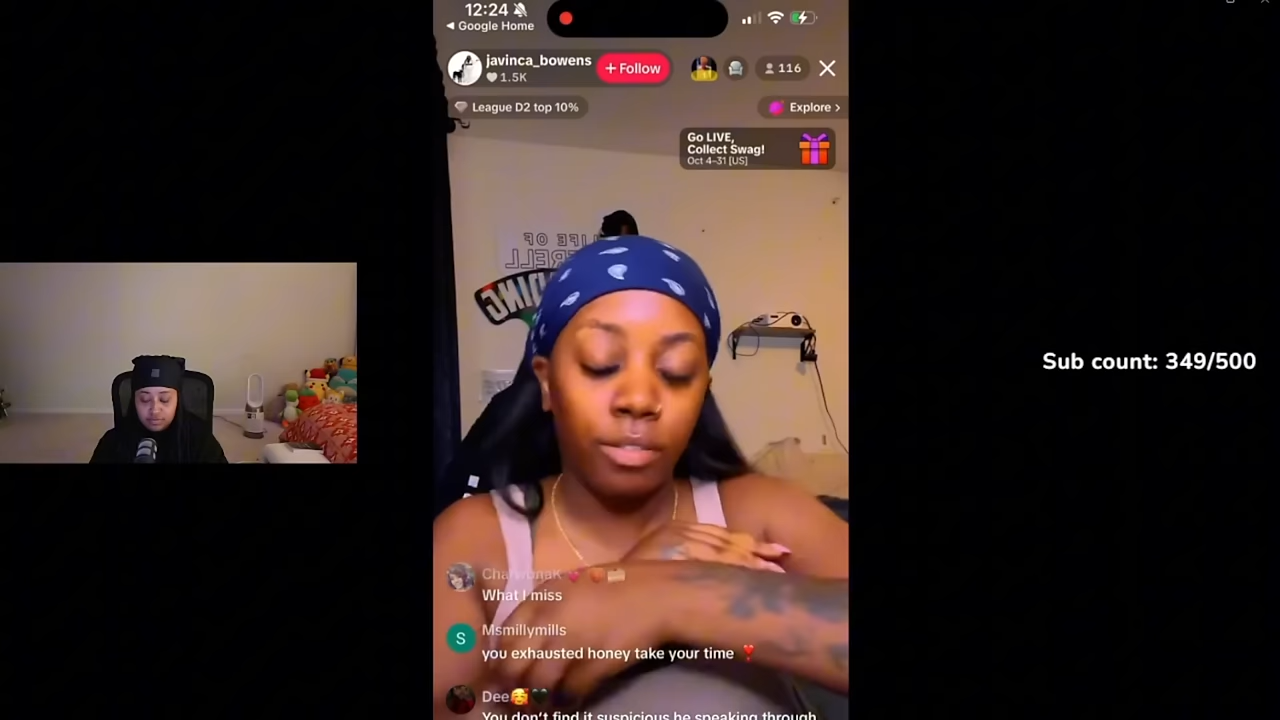 12:24
◀ Google Home
javinca_bowens
1.5K
+ Follow
116
League D2 top 10%
Explore >
Go LIVE,
Collect Swag!
Oct 4–31 [US]
LIFE OF
Sub count: 349/500
What I miss
S
Msmillymills
you exhausted honey take your time ❣️
Dee🥰🖤
You don't find it suspicious he speaking through